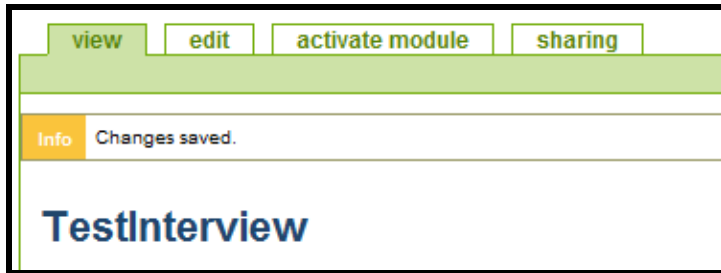 view edit activate module sharing
Info Changes saved.
TestInterview